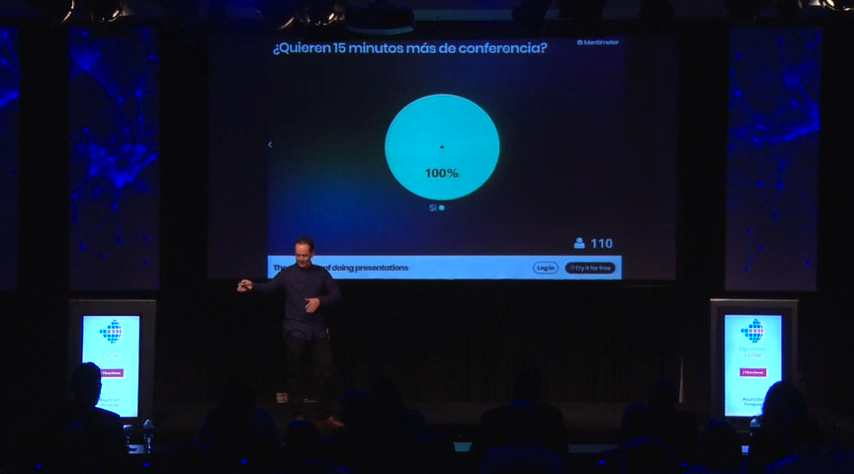 ¿Quieren 15 minutos más de conferencia?
Mentimeter
100%
Sí
110
of doing presentations
Log in
Try it for free